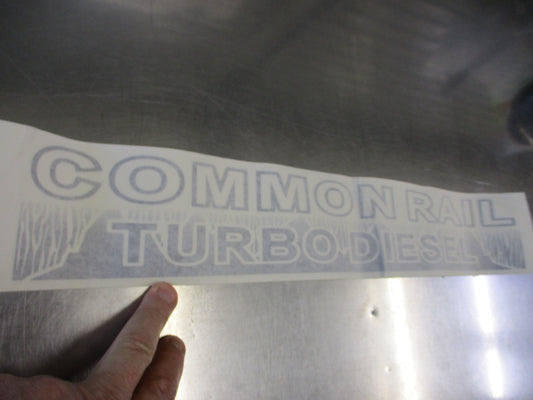 COMMON RAIL
TURBO DIESEL